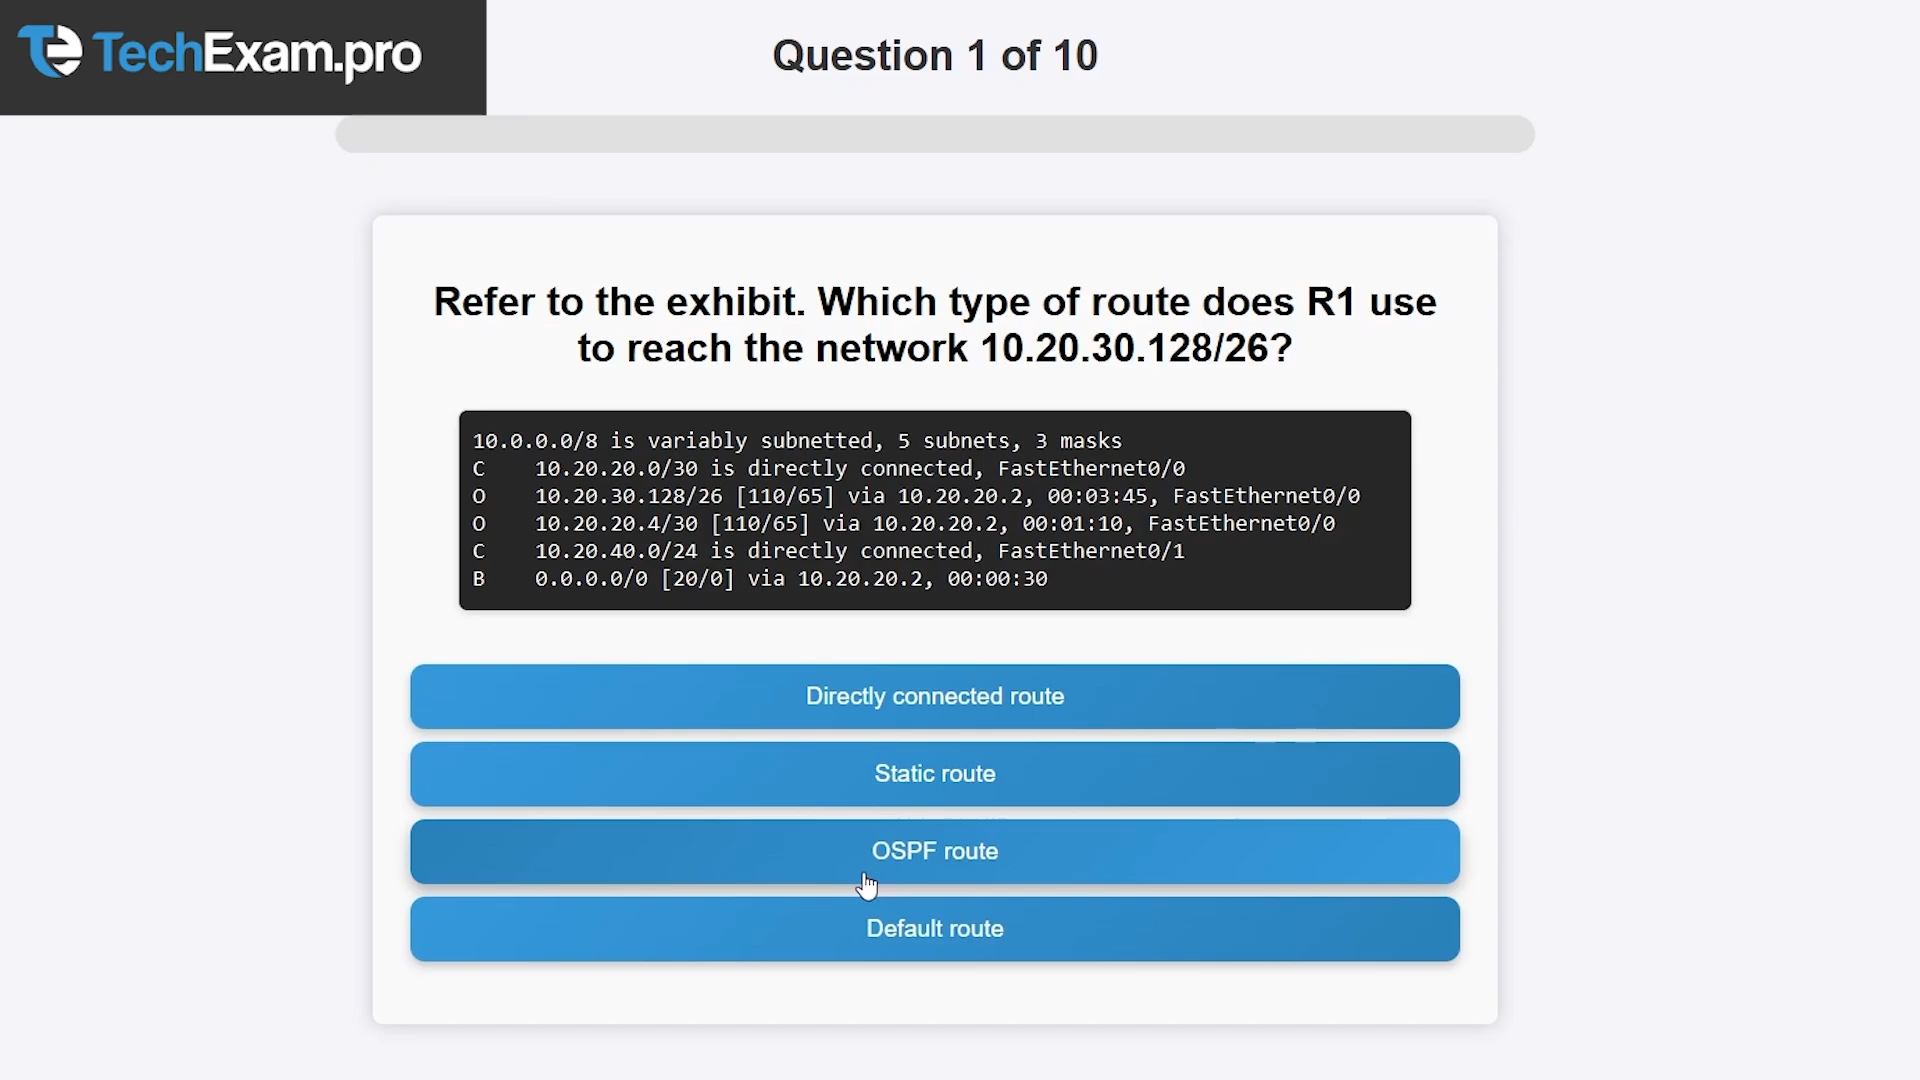 TechExam.pro
Question 1 of 10
Refer to the exhibit. Which type of route does R1 use
to reach the network 10.20.30.128/26?
10.0.0.0/8 is variably subnetted, 5 subnets, 3 masks
C    10.20.20.0/30 is directly connected, FastEthernet0/0
O    10.20.30.128/26 [110/65] via 10.20.20.2, 00:03:45, FastEthernet0/0
O    10.20.20.4/30 [110/65] via 10.20.20.2, 00:01:10, FastEthernet0/0
C    10.20.40.0/24 is directly connected, FastEthernet0/1
B    0.0.0.0/0 [20/0] via 10.20.20.2, 00:00:30
Directly connected route
Static route
OSPF route
Default route